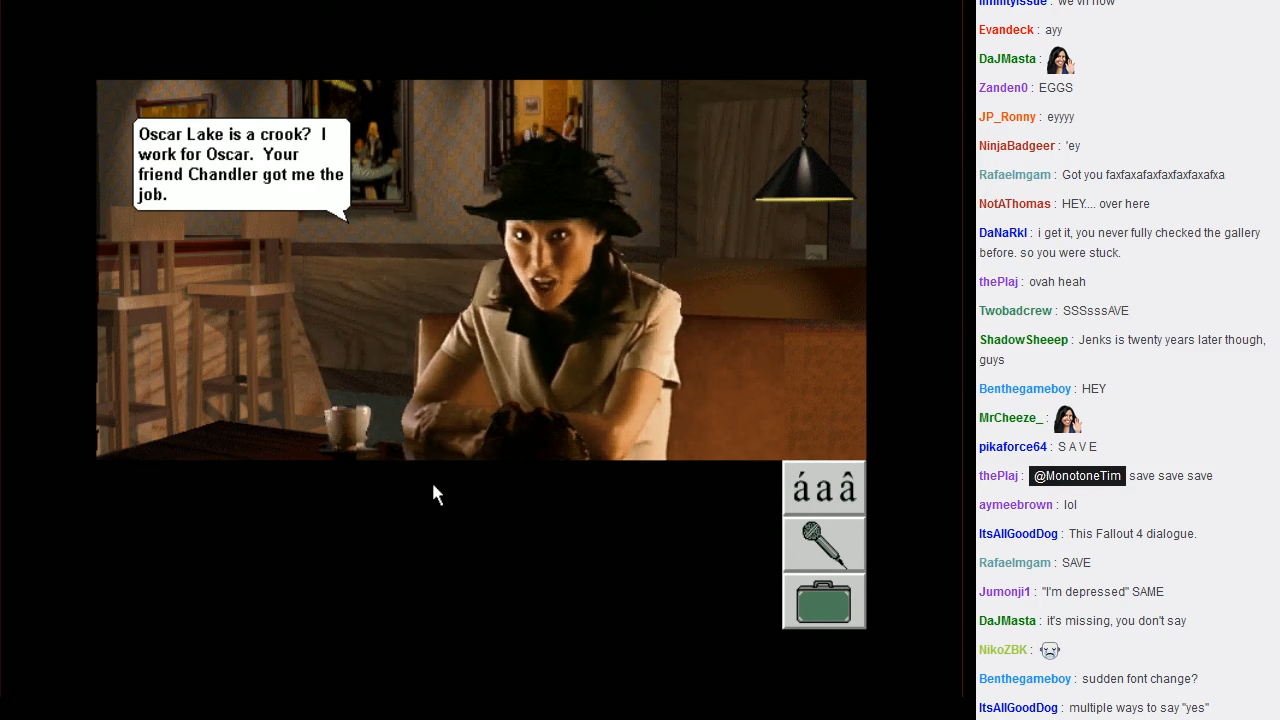 Oscar Lake is a crook?  I
work for Oscar.  Your
friend Chandler got me the
job.
á a â
infinityissue : we vn now
Evandeck : ayy
DaJMasta :
Zanden0 : EGGS
JP_Ronny : eyyyy
NinjaBadgeer : 'ey
Rafaelmgam : Got you faxfaxafaxfaxfaxfaxafxa
NotAThomas : HEY.... over here
DaNaRkI : i get it, you never fully checked the gallery
before. so you were stuck.
thePlaj : ovah heah
Twobadcrew : SSSsssAVE
ShadowSheeep : Jenks is twenty years later though,
guys
Benthegameboy : HEY
MrCheeze_ :
pikaforce64 : S A V E
thePlaj : @MonotoneTim save save save
aymeebrown : lol
ItsAllGoodDog : This Fallout 4 dialogue.
Rafaelmgam : SAVE
Jumonji1 : "I'm depressed" SAME
DaJMasta : it's missing, you don't say
NikoZBK :
Benthegameboy : sudden font change?
ItsAllGoodDog : multiple ways to say "yes"